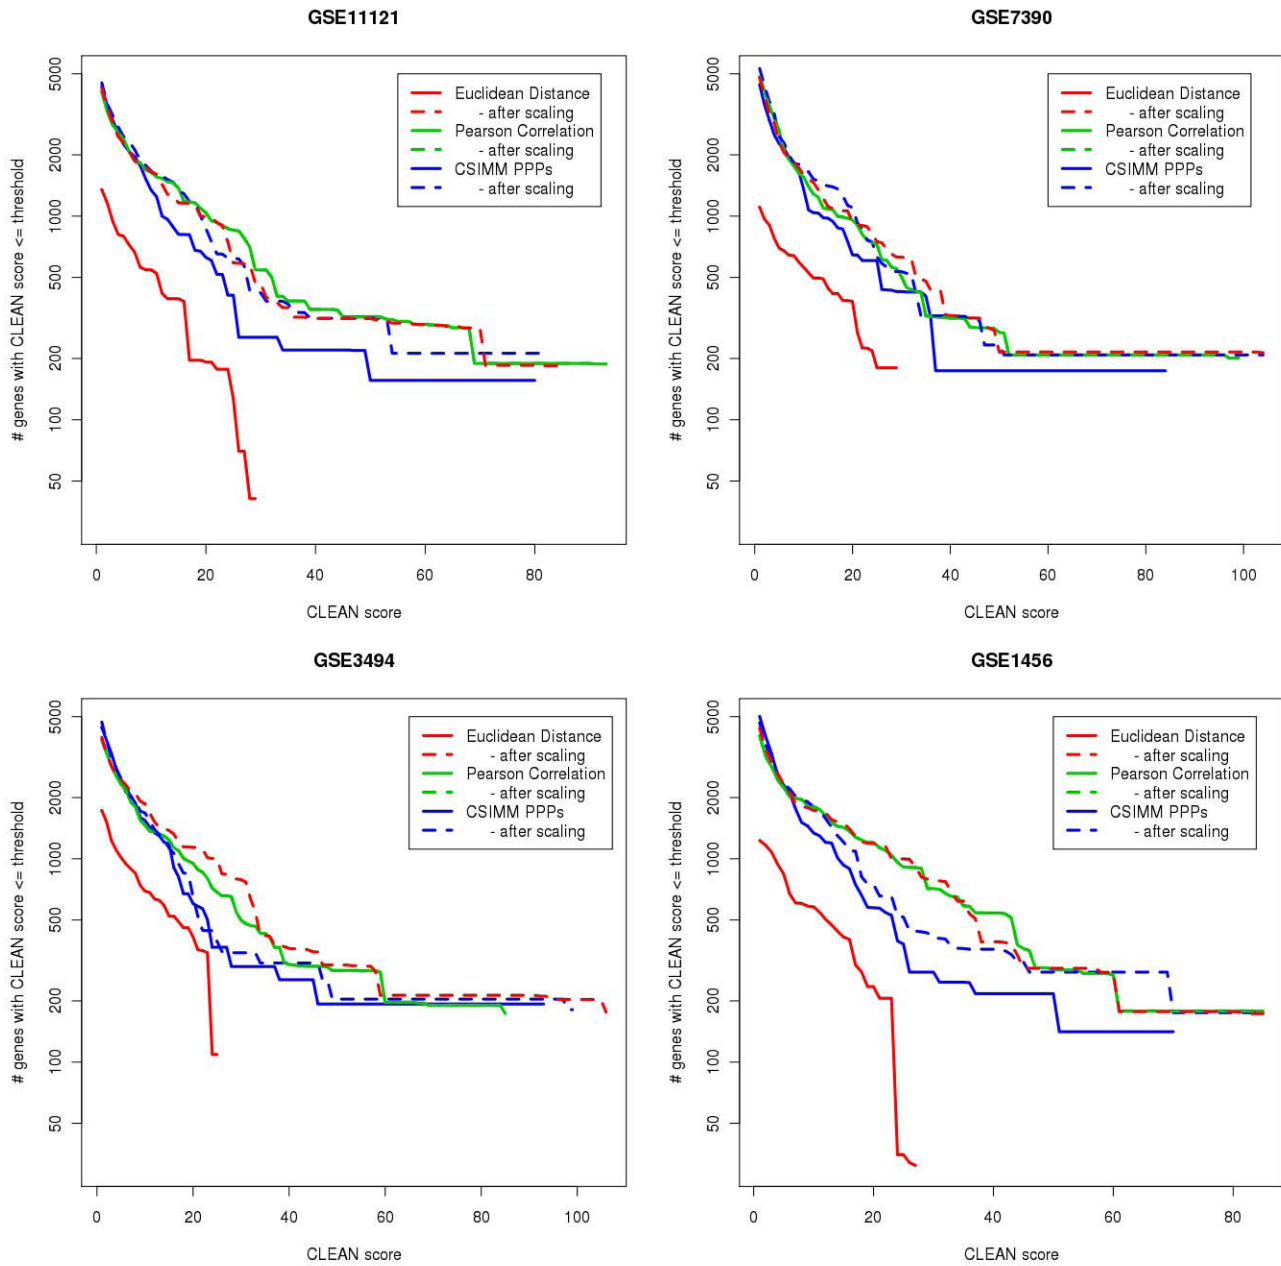 GSE11121
5000
2000
1000
500
200
100
50
# genes with CLEAN score <= threshold
Euclidean Distance
- after scaling
Pearson Correlation
- after scaling
CSIMM PPPs
- after scaling
0 20 40 60 80
CLEAN score
GSE7390
5000
2000
1000
500
200
100
50
# genes with CLEAN score <= threshold
Euclidean Distance
- after scaling
Pearson Correlation
- after scaling
CSIMM PPPs
- after scaling
0 20 40 60 80 100
CLEAN score
GSE3494
5000
2000
1000
500
200
100
50
# genes with CLEAN score <= threshold
Euclidean Distance
- after scaling
Pearson Correlation
- after scaling
CSIMM PPPs
- after scaling
0 20 40 60 80 100
CLEAN score
GSE1456
5000
2000
1000
500
200
100
50
# genes with CLEAN score <= threshold
Euclidean Distance
- after scaling
Pearson Correlation
- after scaling
CSIMM PPPs
- after scaling
0 20 40 60 80
CLEAN score